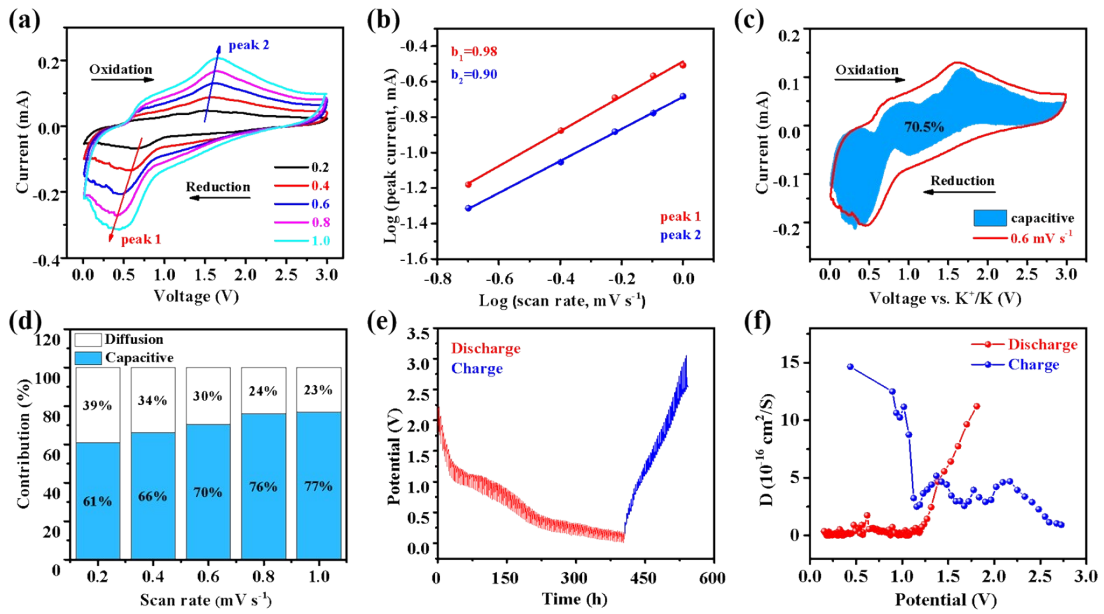 (a)
0.2
0.0
-0.2
-0.4
Current (mA)
0.0 0.5 1.0 1.5 2.0 2.5 3.0
Voltage (V)
Oxidation
peak 2
Reduction
peak 1
0.2
0.4
0.6
0.8
1.0
(b)
-0.4
-0.6
-0.8
-1.0
-1.2
-1.4
-1.6
Log (peak current, mA)
-0.8 -0.6 -0.4 -0.2 0.0
Log (scan rate, mV s⁻¹)
b₁=0.98
b₂=0.90
peak 1
peak 2
(c)
0.2
0.1
0.0
-0.1
-0.2
Current (mA)
0.0 0.5 1.0 1.5 2.0 2.5 3.0
Voltage vs. K⁺/K (V)
Oxidation
70.5%
Reduction
capacitive
0.6 mV s⁻¹
(d)
120
100
80
60
40
20
0
Contribution (%)
Diffusion
Capacitive
39% 34% 30% 24% 23%
61% 66% 70% 76% 77%
0.2 0.4 0.6 0.8 1.0
Scan rate (mV s⁻¹)
(e)
3.5
3.0
2.5
2.0
1.5
1.0
0.5
0.0
Potential (V)
Discharge
Charge
0 150 300 450 600
Time (h)
(f)
15
10
5
0
D (10⁻¹⁶ cm²/S)
Discharge
Charge
0.0 1.0 2.0 3.0
Potential (V)